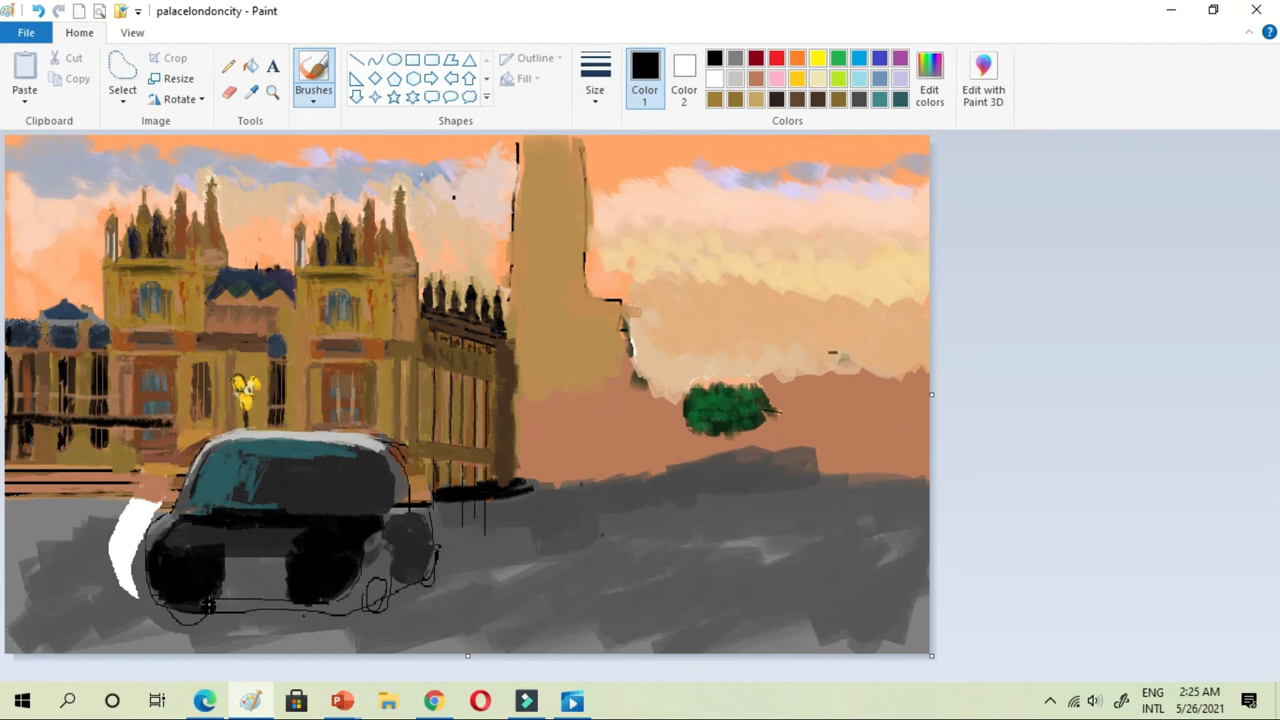 palacelondoncity - Paint
File
Home
View
Paste
Cut
Copy
Select
Crop
Resize
Rotate
Brushes
Outline
Fill
Size
Color
1
Color
2
Edit
colors
Edit with
Paint 3D
Clipboard
Image
Tools
Shapes
Colors
ENG
INTL
2:25 AM
5/26/2021